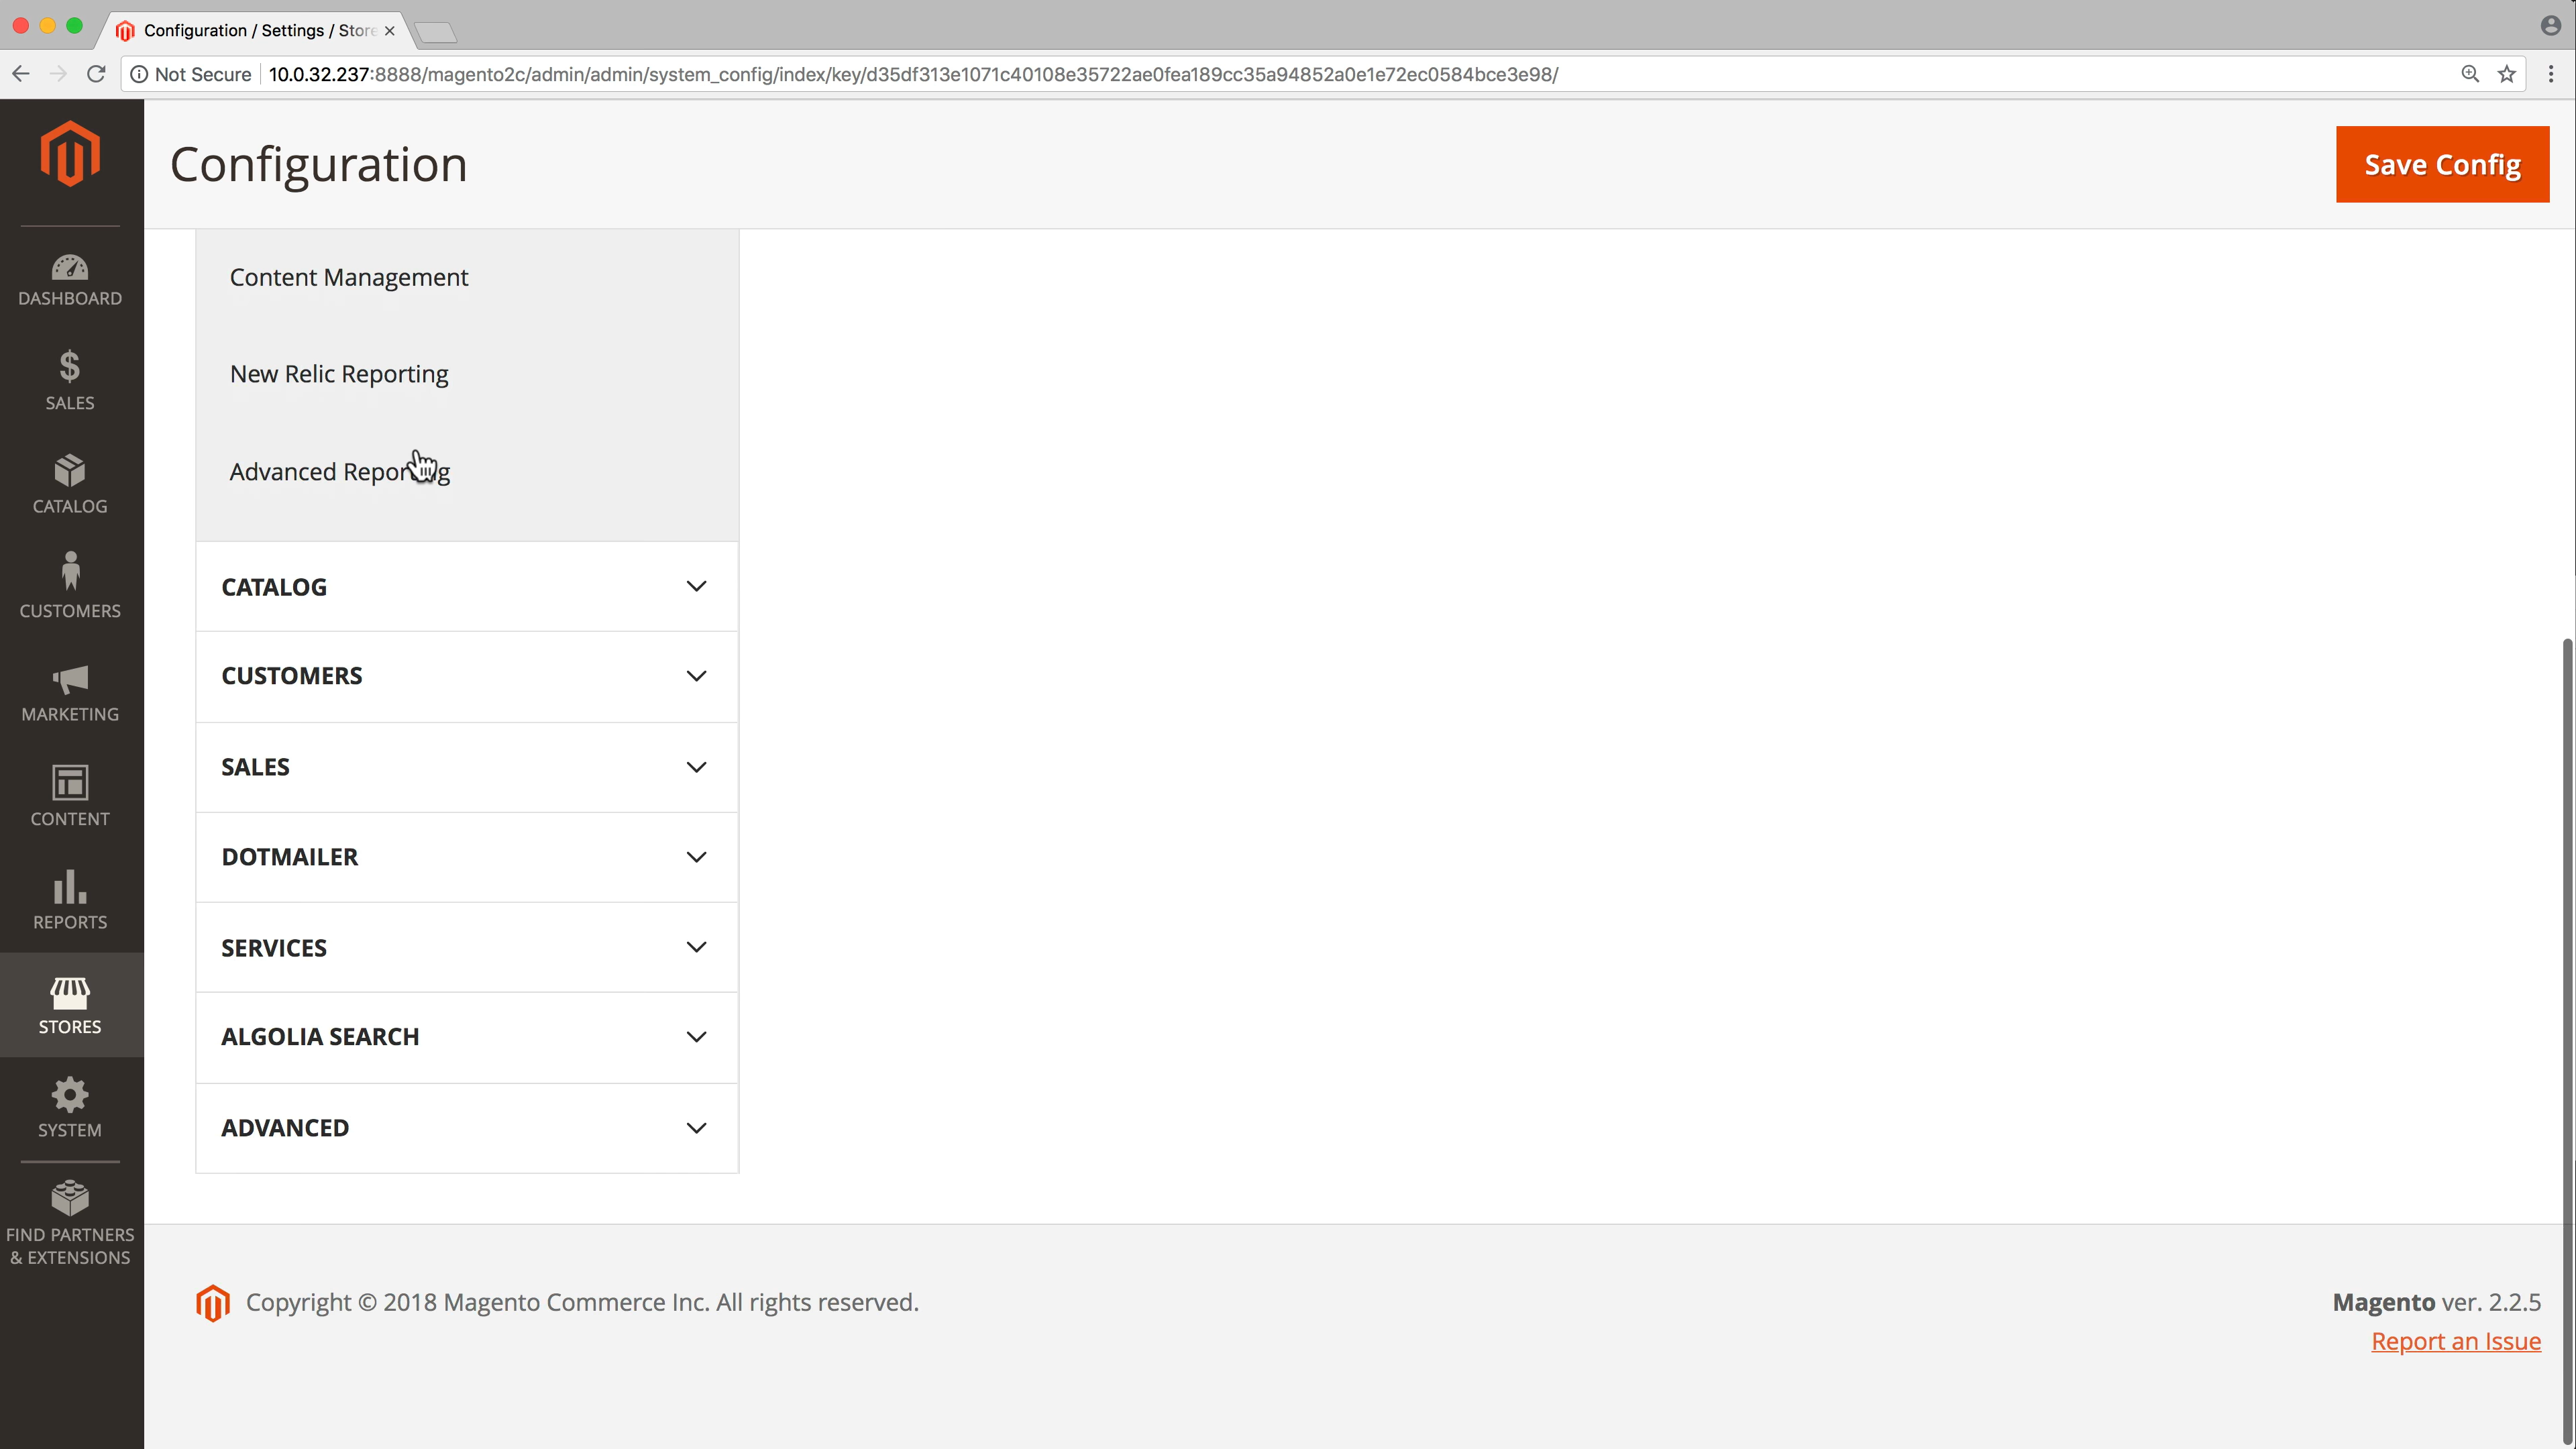 Configuration / Settings / Store
Not Secure
10.0.32.237:8888/magento2c/admin/admin/system_config/index/key/d35df313e1071c40108e35722ae0fea189cc35a94852a0e1e72ec0584bce3e98/
Configuration
Save Config
DASHBOARD
SALES
CATALOG
CUSTOMERS
MARKETING
CONTENT
REPORTS
STORES
SYSTEM
FIND PARTNERS
& EXTENSIONS
Content Management
New Relic Reporting
Advanced Reporting
CATALOG
CUSTOMERS
SALES
DOTMAILER
SERVICES
ALGOLIA SEARCH
ADVANCED
Copyright © 2018 Magento Commerce Inc. All rights reserved.
Magento ver. 2.2.5
Report an Issue